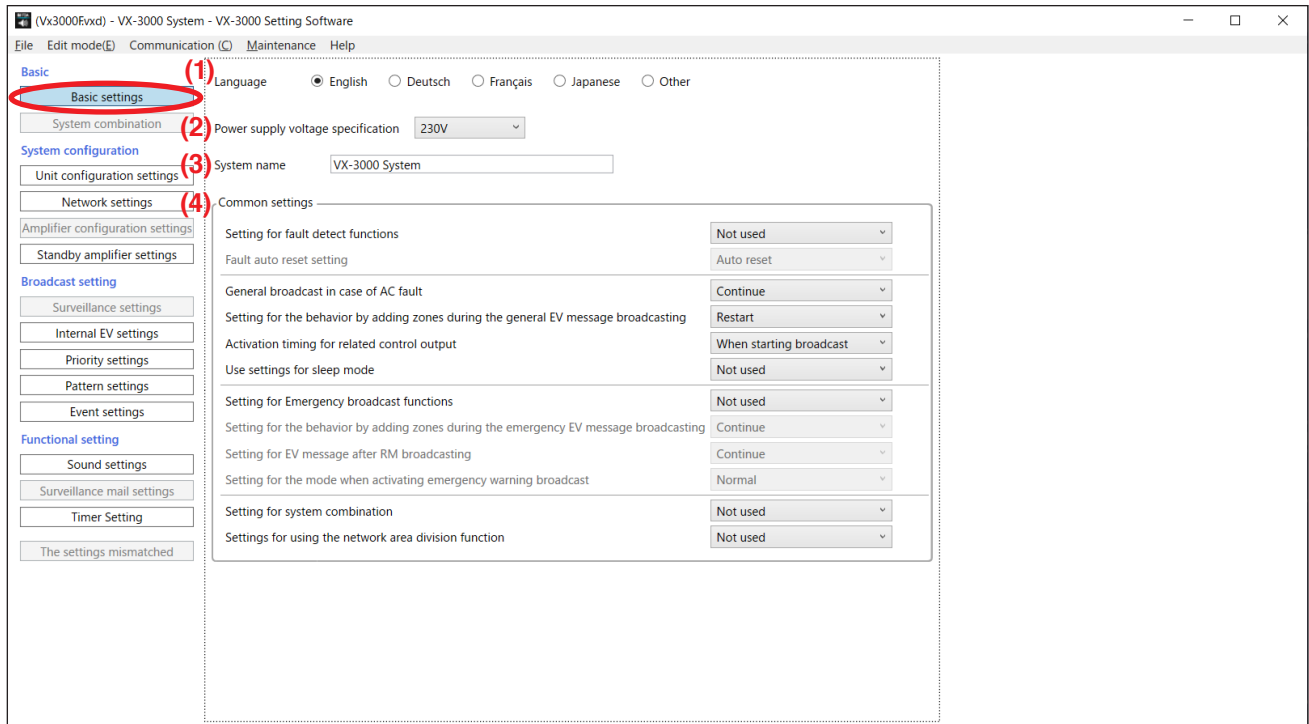 (Vx3000F.vxd) - VX-3000 System - VX-3000 Setting Software
File Edit mode(E) Communication (C) Maintenance Help
Basic
Basic settings
System combination
System configuration
Unit configuration settings
Network settings
Amplifier configuration settings
Standby amplifier settings
Broadcast setting
Surveillance settings
Internal EV settings
Priority settings
Pattern settings
Event settings
Functional setting
Sound settings
Surveillance mail settings
Timer Setting
The settings mismatched
(1) Language English Deutsch Français Japanese Other
(2) Power supply voltage specification 230V
(3) System name VX-3000 System
(4) Common settings
Setting for fault detect functions Not used
Fault auto reset setting Auto reset
General broadcast in case of AC fault Continue
Setting for the behavior by adding zones during the general EV message broadcasting Restart
Activation timing for related control output When starting broadcast
Use settings for sleep mode Not used
Setting for Emergency broadcast functions Not used
Setting for the behavior by adding zones during the emergency EV message broadcasting Continue
Setting for EV message after RM broadcasting Continue
Setting for the mode when activating emergency warning broadcast Normal
Setting for system combination Not used
Settings for using the network area division function Not used